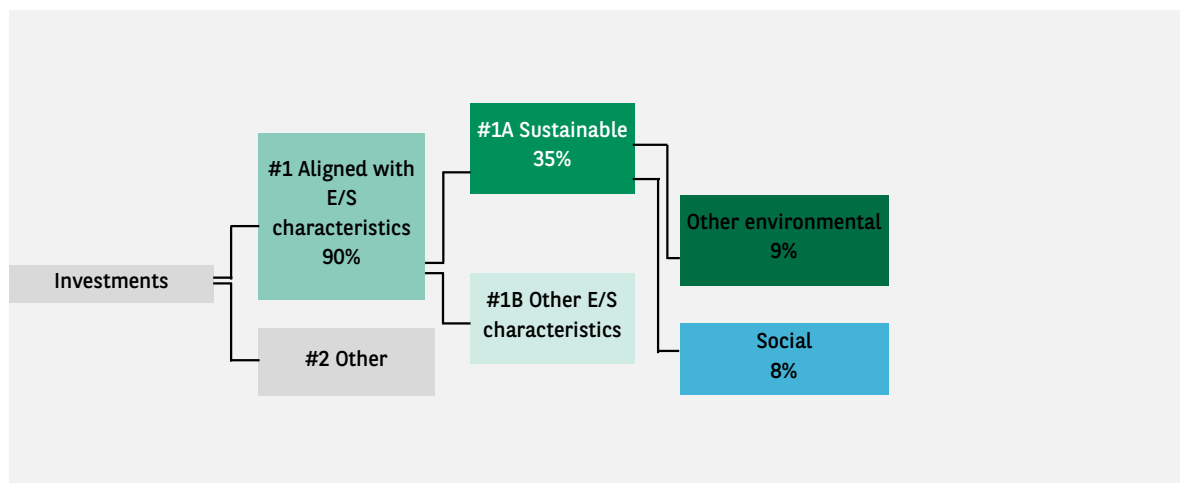 Investments
#1 Aligned with
E/S
characteristics
90%
#2 Other
#1A Sustainable
35%
#1B Other E/S
characteristics
Other environmental
9%
Social
8%